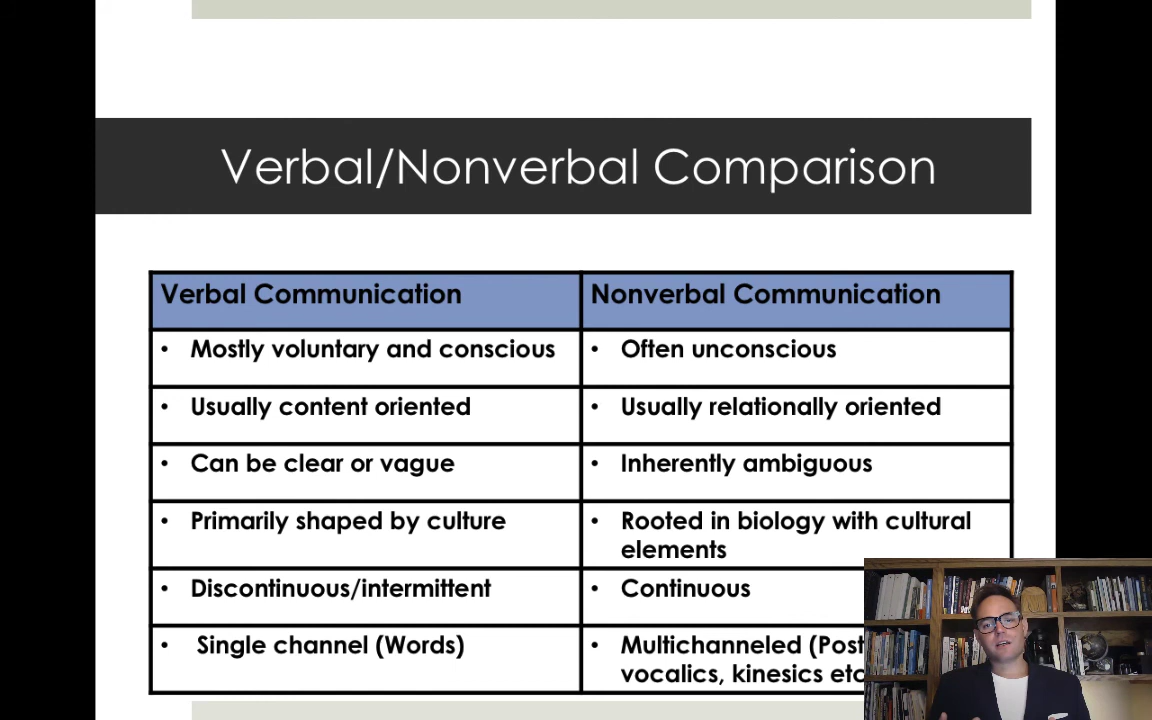 Verbal/Nonverbal Comparison
Verbal Communication
Nonverbal Communication
• Mostly voluntary and conscious
• Often unconscious
• Usually content oriented
• Usually relationally oriented
• Can be clear or vague
• Inherently ambiguous
• Primarily shaped by culture
• Rooted in biology with cultural
elements
• Discontinuous/intermittent
• Continuous
• Single channel (Words)
• Multichanneled (Post
vocalics, kinesics etc